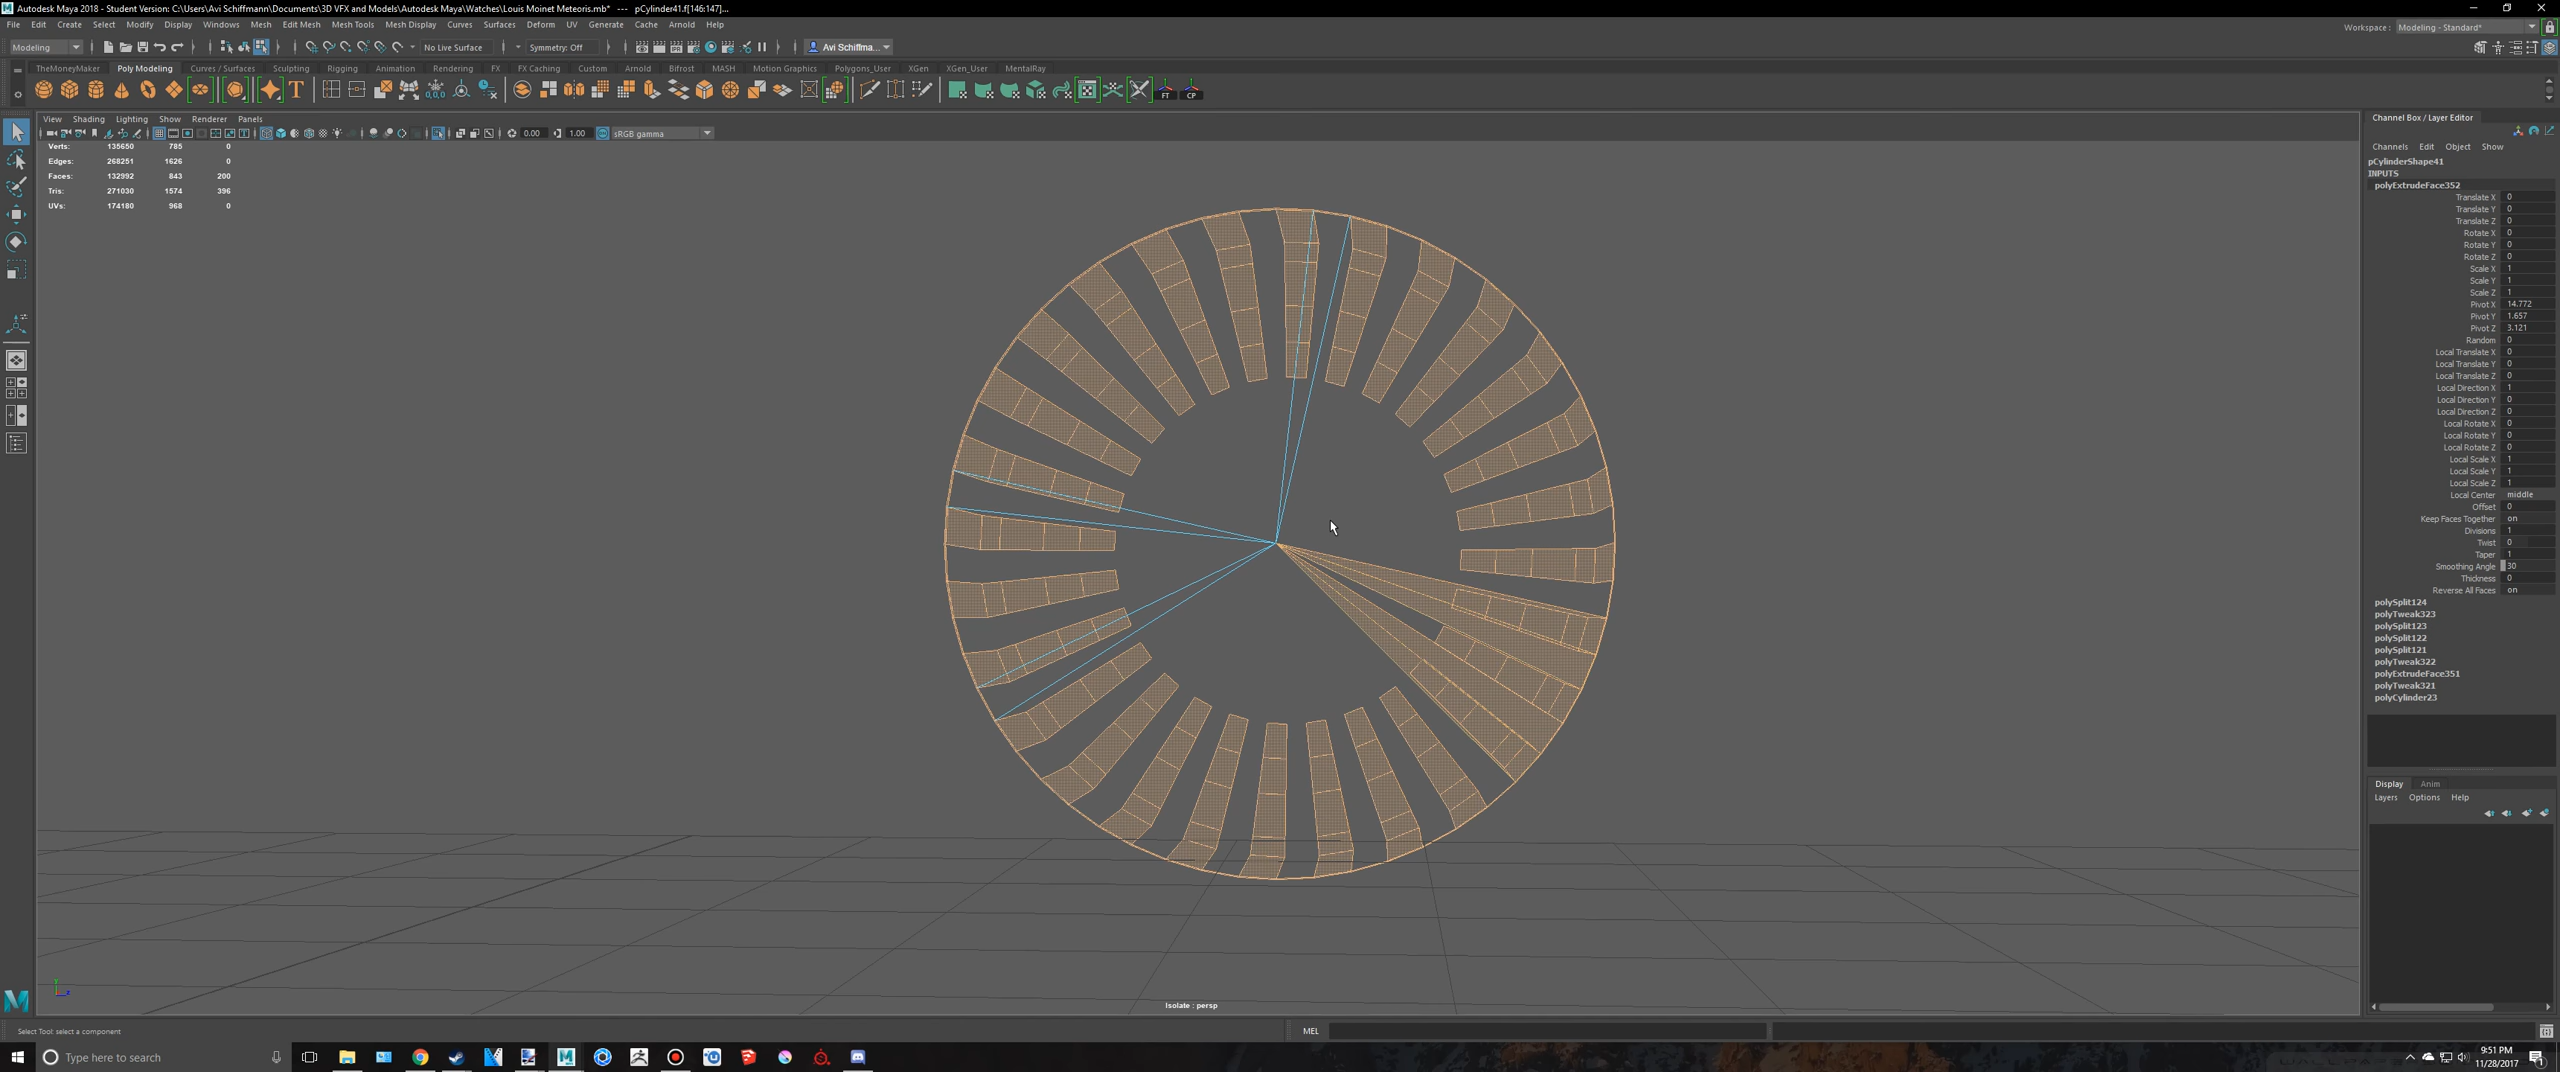 Autodesk Maya 2018 - Student Version: C:\Users\Avi Schiffmann\Documents\3D VFX and Models\Autodesk Maya\Watches\Louis Moinet Meteoris.mb* --- pCylinder41.f[146:147]...
File Edit Create Select Modify Display Windows Mesh Edit Mesh Mesh Tools Mesh Display Curves Surfaces Deform UV Generate Cache Arnold Help
Workspace : Modeling - Standard*
Modeling No Live Surface Symmetry: Off Avi Schiffma...
TheMoneyMaker Poly Modeling Curves / Surfaces Sculpting Rigging Animation Rendering FX FX Caching Custom Arnold Bifrost MASH Motion Graphics Polygons_User XGen XGen_User MentalRay
FT CP
View Shading Lighting Show Renderer Panels
0.00 1.00 sRGB gamma
Verts: 135650 785 0
Edges: 268251 1626 0
Faces: 132992 843 200
Tris: 271030 1574 396
UVs: 174180 968 0
Isolate : persp
Channel Box / Layer Editor
Channels Edit Object Show
pCylinderShape41
INPUTS
polyExtrudeFace352
Translate X 0
Translate Y 0
Translate Z 0
Rotate X 0
Rotate Y 0
Rotate Z 0
Scale X 1
Scale Y 1
Scale Z 1
Pivot X 14.772
Pivot Y 1.657
Pivot Z 3.121
Random 0
Local Translate X 0
Local Translate Y 0
Local Translate Z 0
Local Direction X 1
Local Direction Y 0
Local Direction Z 0
Local Rotate X 0
Local Rotate Y 0
Local Rotate Z 0
Local Scale X 1
Local Scale Y 1
Local Scale Z 1
Local Center middle
Offset 0
Keep Faces Together on
Divisions 1
Twist 0
Taper 1
Smoothing Angle 30
Thickness 0
Reverse All Faces on
polySplit124
polyTweak323
polySplit123
polySplit122
polySplit121
polyTweak322
polyExtrudeFace351
polyTweak321
polyCylinder23
Display Anim
Layers Options Help
Select Tool: select a component
MEL
Type here to search
9:51 PM
11/28/2017